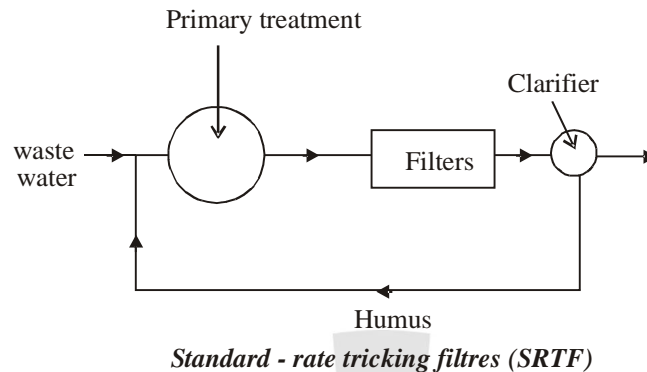 Primary treatment
Clarifier
waste
water
Filters
Humus
Standard - rate tricking filtres (SRTF)